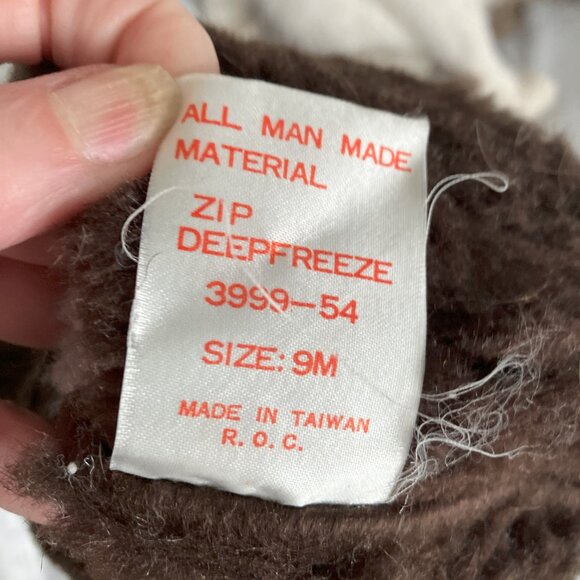 ALL MAN MADE
MATERIAL
ZIP
DEEPFREEZE
3999-54
SIZE: 9M
MADE IN TAIWAN
R. O. C.